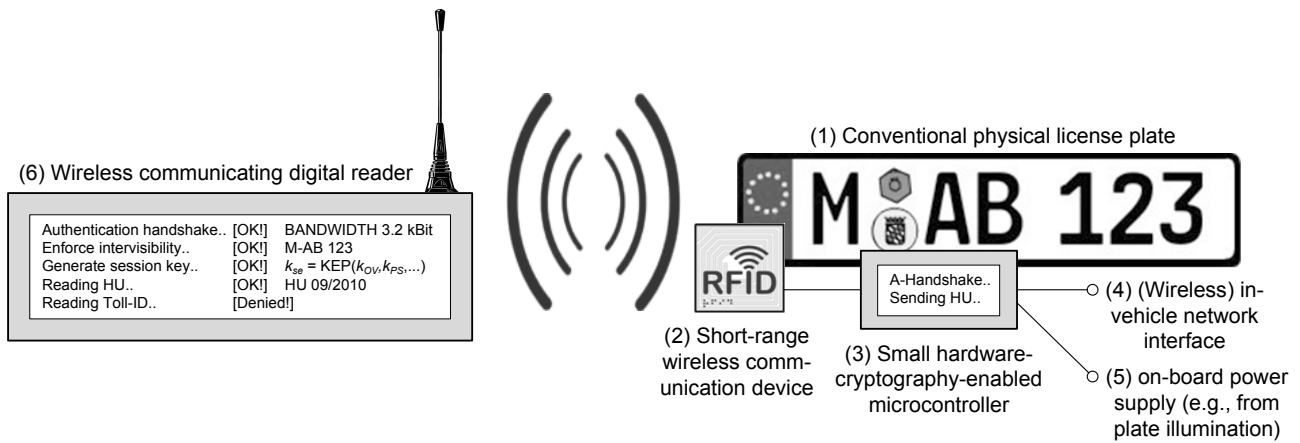 (6) Wireless communicating digital reader
Authentication handshake.. [OK!] BANDWIDTH 3.2 kBit
Enforce intervisibility.. [OK!] M-AB 123
Generate session key.. [OK!] kse = KEP(kOV,kPS,...)
Reading HU.. [OK!] HU 09/2010
Reading Toll-ID.. [Denied!]
(1) Conventional physical license plate
M AB 123
RFID
(2) Short-range
wireless comm-
unication device
A-Handshake..
Sending HU..
(3) Small hardware-
cryptography-enabled
microcontroller
(4) (Wireless) in-
vehicle network
interface
(5) on-board power
supply (e.g., from
plate illumination)